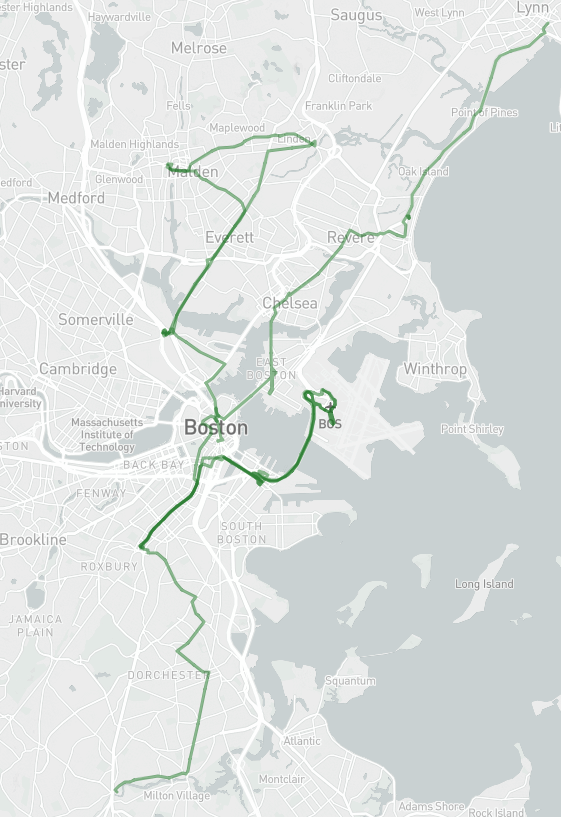 Lynn
Saugus
West Lynn
ester Highlands
Haywardville
Melrose
ster
Cliftondale
Fells
Franklin Park
Point of Pines
Maplewood
Linden
Malden Highlands
Malden
Oak Island
Glenwood
edford
Medford
Everett
Revere
Chelsea
Somerville
EAST
BOSTON
Cambridge
Winthrop
Harvard
niversity
Massachusetts
Institute of
Technology
Boston
BOS
Point Shirley
STON
BACK BAY
FENWAY
SOUTH
BOSTON
Brookline
ROXBURY
Long Island
JAMAICA
PLAIN
DORCHESTER
Squantum
Atlantic
Montclair
Milton Village
Adams Shore
Rock Island